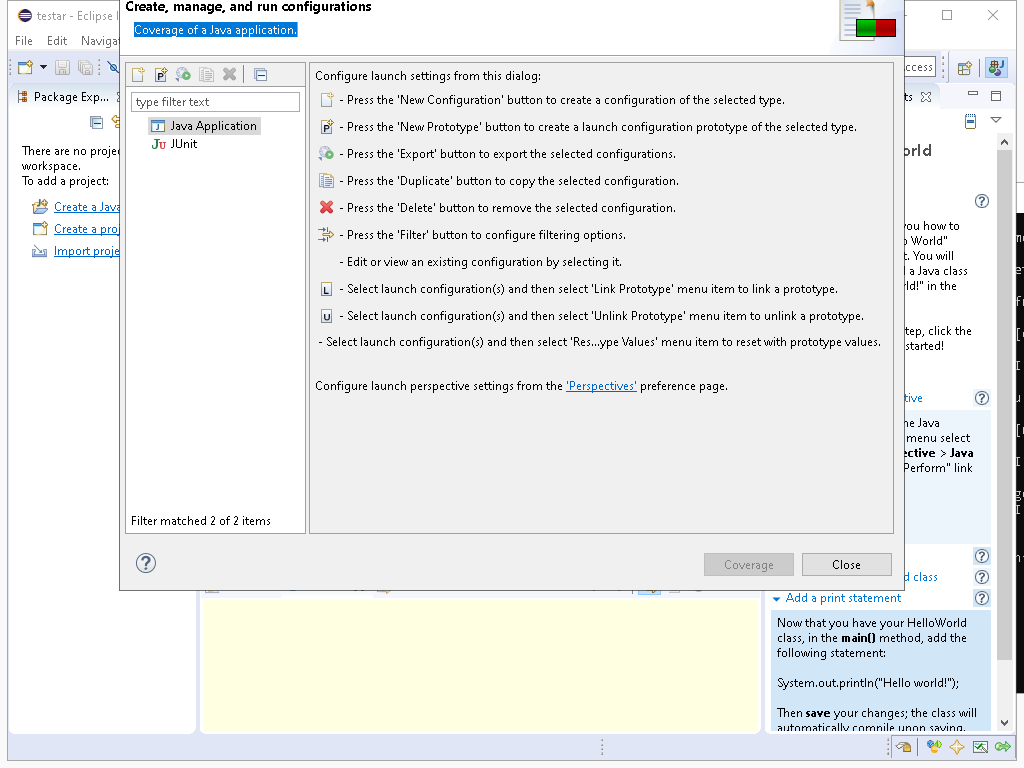 Create, manage, and run configurations
testar - Eclipse I
Coverage of a Java application.
File Edit Navigat
ccess
Package Exp...
ts
type filter text
Java Application
JUnit
Filter matched 2 of 2 items
Configure launch settings from this dialog:
- Press the 'New Configuration' button to create a configuration of the selected type.
- Press the 'New Prototype' button to create a launch configuration prototype of the selected type.
- Press the 'Export' button to export the selected configurations.
- Press the 'Duplicate' button to copy the selected configuration.
- Press the 'Delete' button to remove the selected configuration.
- Press the 'Filter' button to configure filtering options.
- Edit or view an existing configuration by selecting it.
- Select launch configuration(s) and then select 'Link Prototype' menu item to link a prototype.
- Select launch configuration(s) and then select 'Unlink Prototype' menu item to unlink a prototype.
- Select launch configuration(s) and then select 'Res...ype Values' menu item to reset with prototype values.
Configure launch perspective settings from the 'Perspectives' preference page.
Coverage
Close
There are no projec
workspace.
To add a project:
Create a Java
Create a proj
Import proje
orld
you how to
o World"
t. You will
d a Java class
rld!" in the
tep, click the
started!
tive
he Java
menu select
ective > Java
Perform" link
d class
Add a print statement
Now that you have your HelloWorld
class, in the main() method, add the
following statement:
System.out.println("Hello world!");
Then save your changes; the class will
automatically compile upon saving.